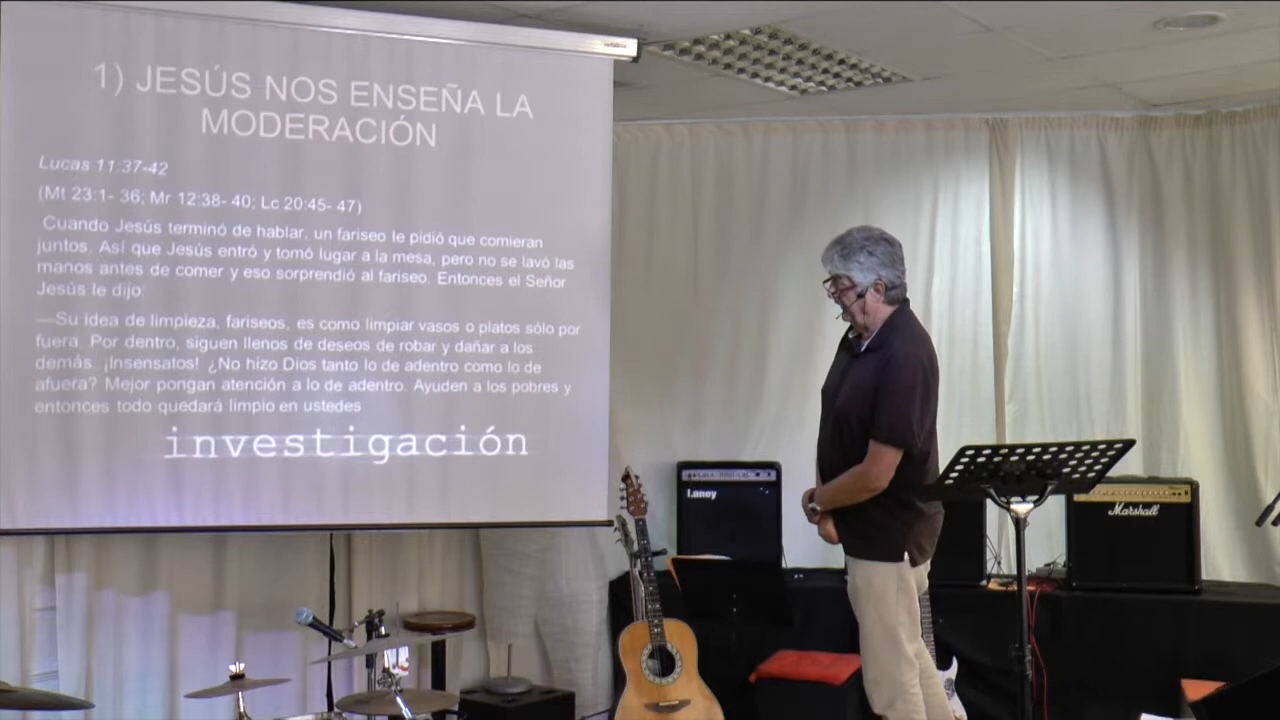 1) JESÚS NOS ENSEÑA LA
MODERACIÓN
Lucas 11:37-42
(Mt 23:1- 36; Mr 12:38- 40; Lc 20:45- 47)
Cuando Jesús terminó de hablar, un fariseo le pidió que comieran
juntos. Así que Jesús entró y tomó lugar a la mesa, pero no se lavó las
manos antes de comer y eso sorprendió al fariseo. Entonces el Señor
Jesús le dijo:
—Su idea de limpieza, fariseos, es como limpiar vasos o platos sólo por
fuera. Por dentro, siguen llenos de deseos de robar y dañar a los
demás. ¡Insensatos! ¿No hizo Dios tanto lo de adentro como lo de
afuera? Mejor pongan atención a lo de adentro. Ayuden a los pobres y
entonces todo quedará limpio en ustedes
investigación
Laney
Marshall